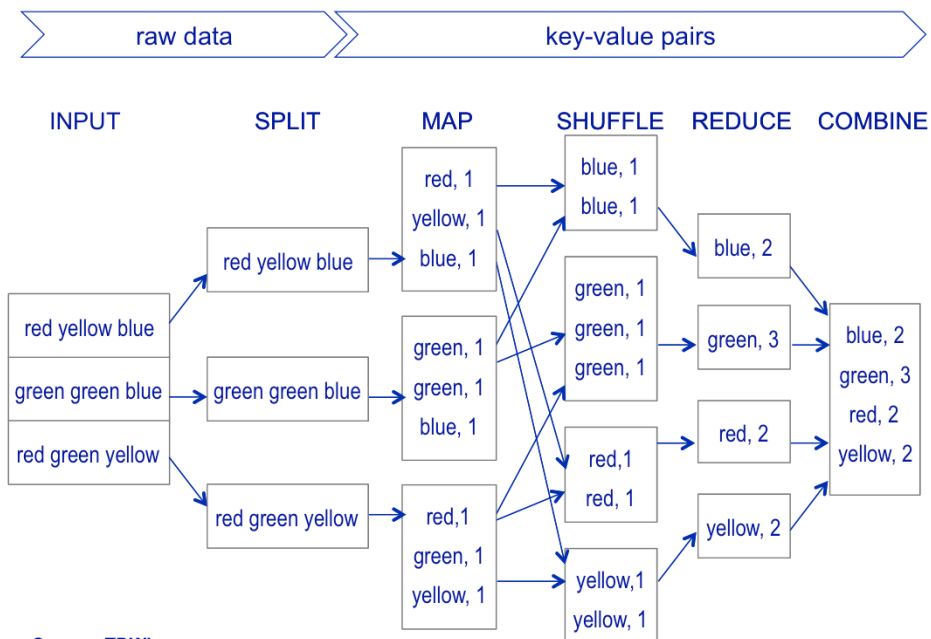 raw data
key-value pairs
INPUT
SPLIT
MAP
SHUFFLE
REDUCE
COMBINE
red yellow blue
green green blue
red green yellow
red yellow blue
green green blue
red green yellow
red, 1
yellow, 1
blue, 1
green, 1
green, 1
blue, 1
red,1
green, 1
yellow, 1
blue, 1
blue, 1
green, 1
green, 1
green, 1
red,1
red, 1
yellow,1
yellow, 1
blue, 2
green, 3
red, 2
yellow, 2
blue, 2
green, 3
red, 2
yellow, 2